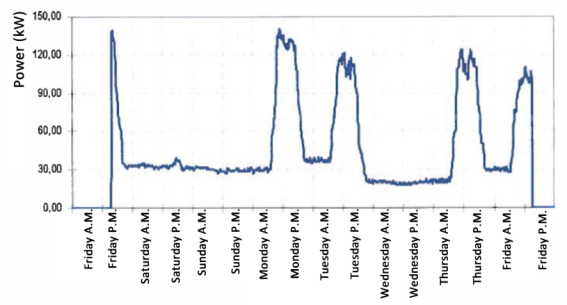 Power (kW)
150,00
120,00
90,00
60,00
30,00
0,00
Friday A.M.
Friday P.M.
Saturday A.M.
Saturday P.M.
Sunday A.M.
Sunday P.M.
Monday A.M.
Monday P.M.
Tuesday A.M.
Tuesday P.M.
Wednesday A.M.
Wednesday P.M.
Thursday A.M.
Thursday P.M.
Friday A.M.
Friday P.M.